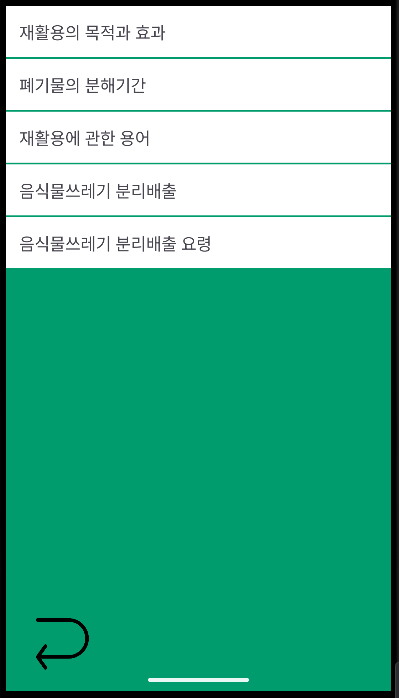 재활용의 목적과 효과
폐기물의 분해기간
재활용에 관한 용어
음식물쓰레기 분리배출
음식물쓰레기 분리배출 요령